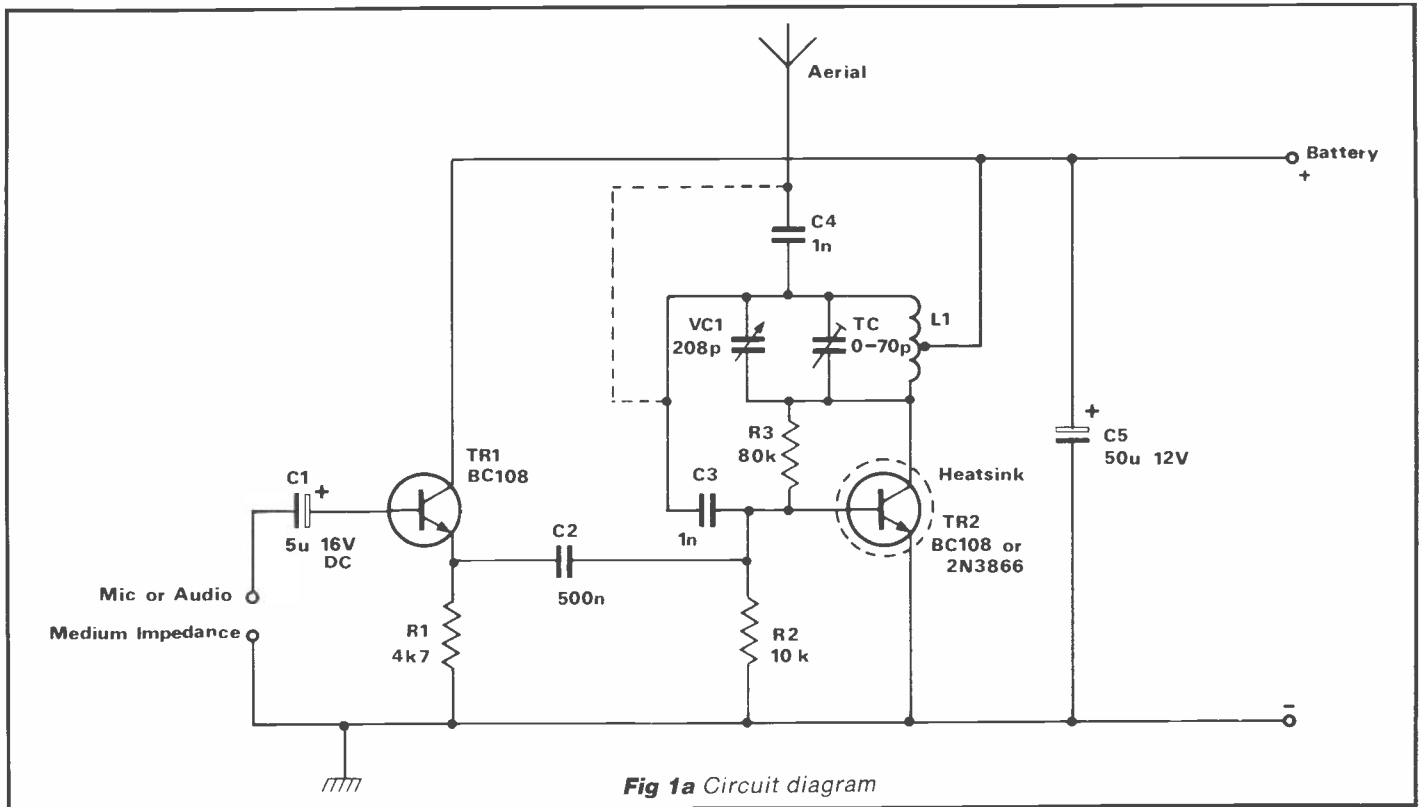 Aerial
Battery
+
C4
1n
VC1
208p
TC
0-70p
L1
+
C5
50u 12V
R3
80k
Heatsink
TR1
BC108
C1
+
5u 16V
DC
C3
1n
TR2
BC108 or
2N3866
C2
500n
Mic or Audio
Medium Impedance
R1
4k7
R2
10k
-
Fig 1a Circuit diagram